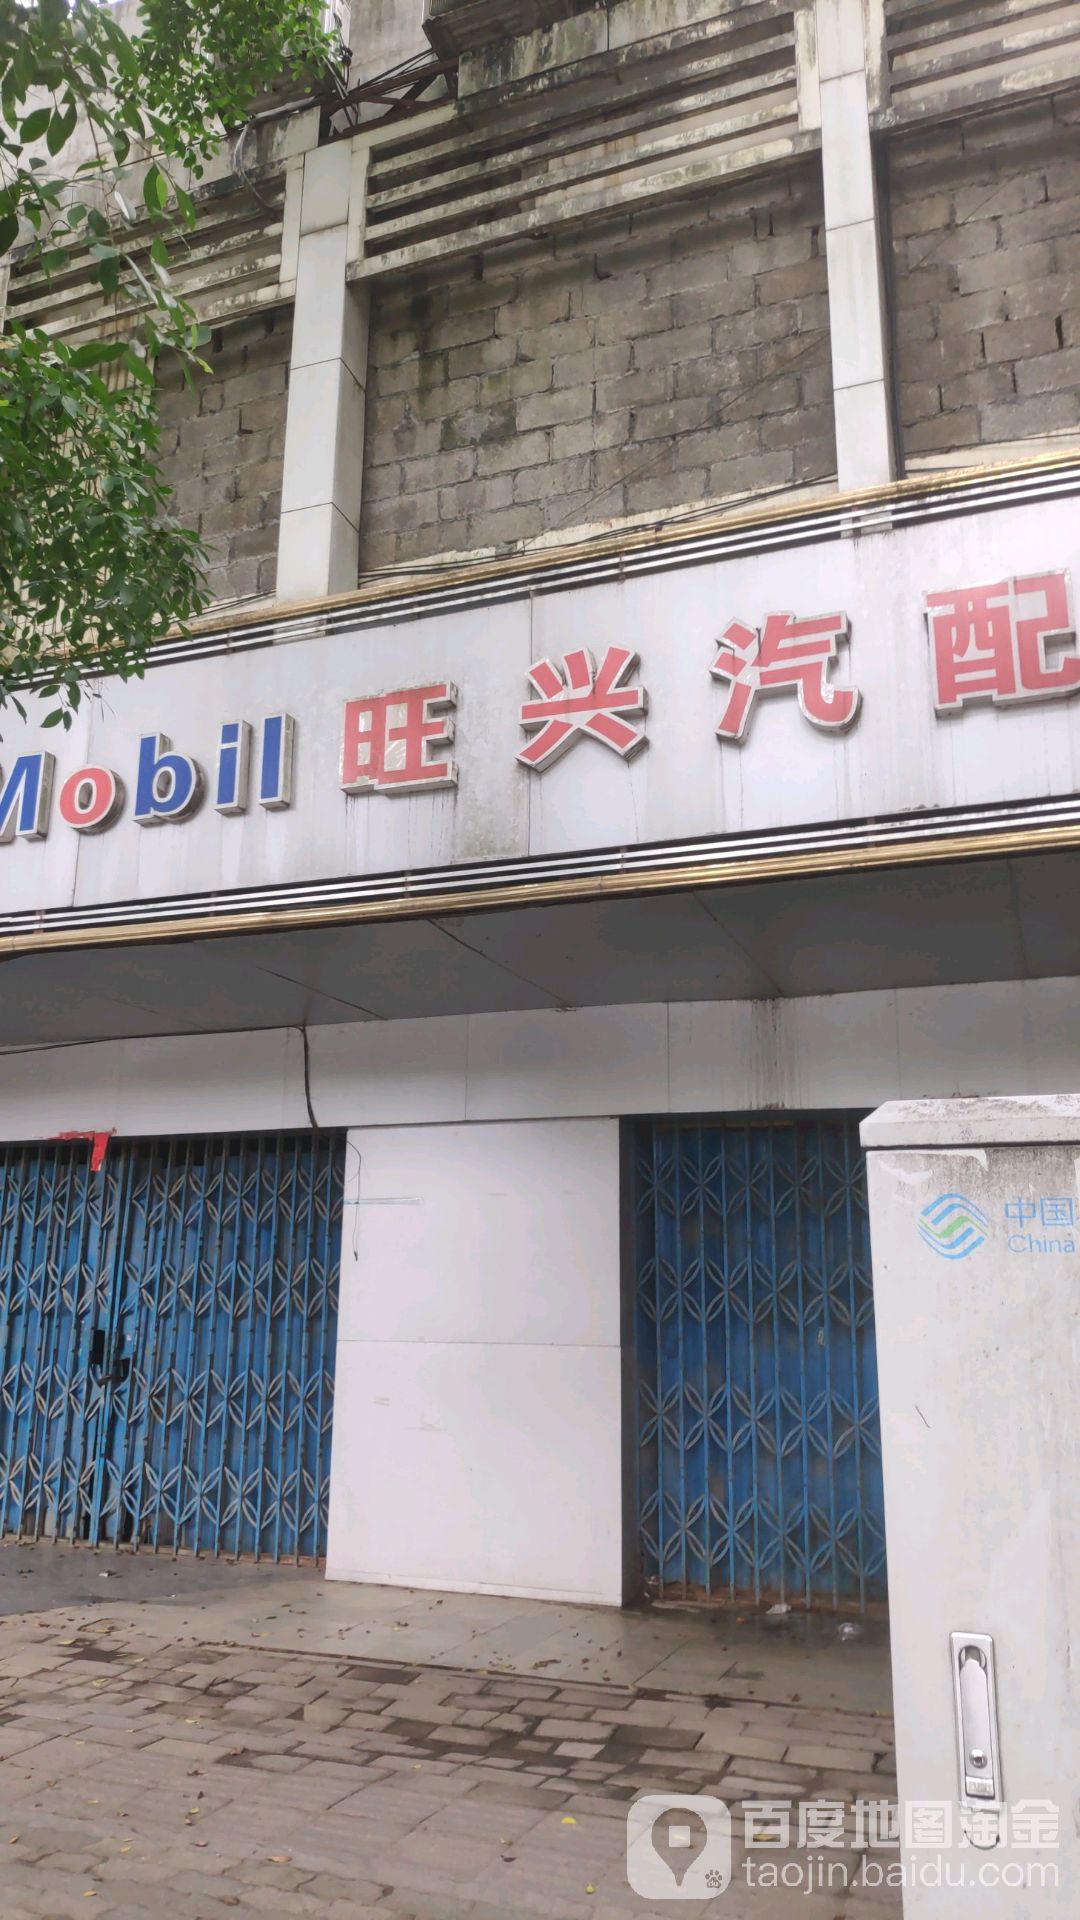 Mobil 旺兴汽配
中国
China
百度地图淘金
taojin.baidu.com